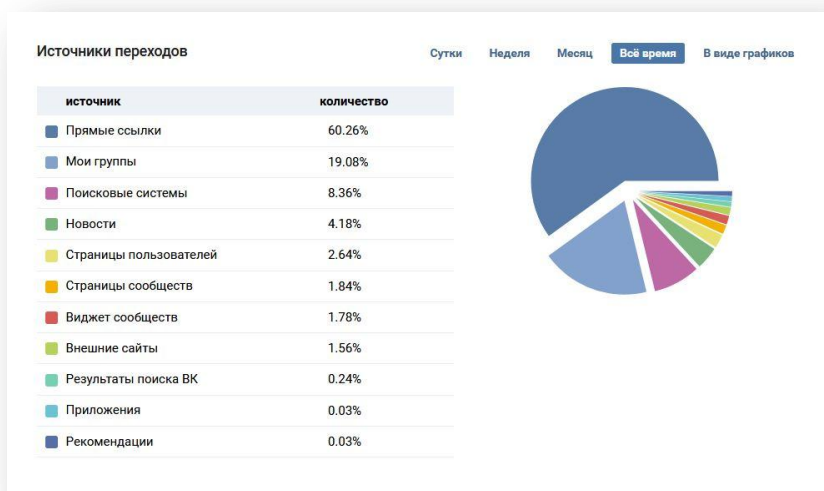 Источники переходов
Сутки Неделя Месяц Всё время В виде графиков
источник количество
Прямые ссылки 60.26%
Мои группы 19.08%
Поисковые системы 8.36%
Новости 4.18%
Страницы пользователей 2.64%
Страницы сообществ 1.84%
Виджет сообществ 1.78%
Внешние сайты 1.56%
Результаты поиска ВК 0.24%
Приложения 0.03%
Рекомендации 0.03%